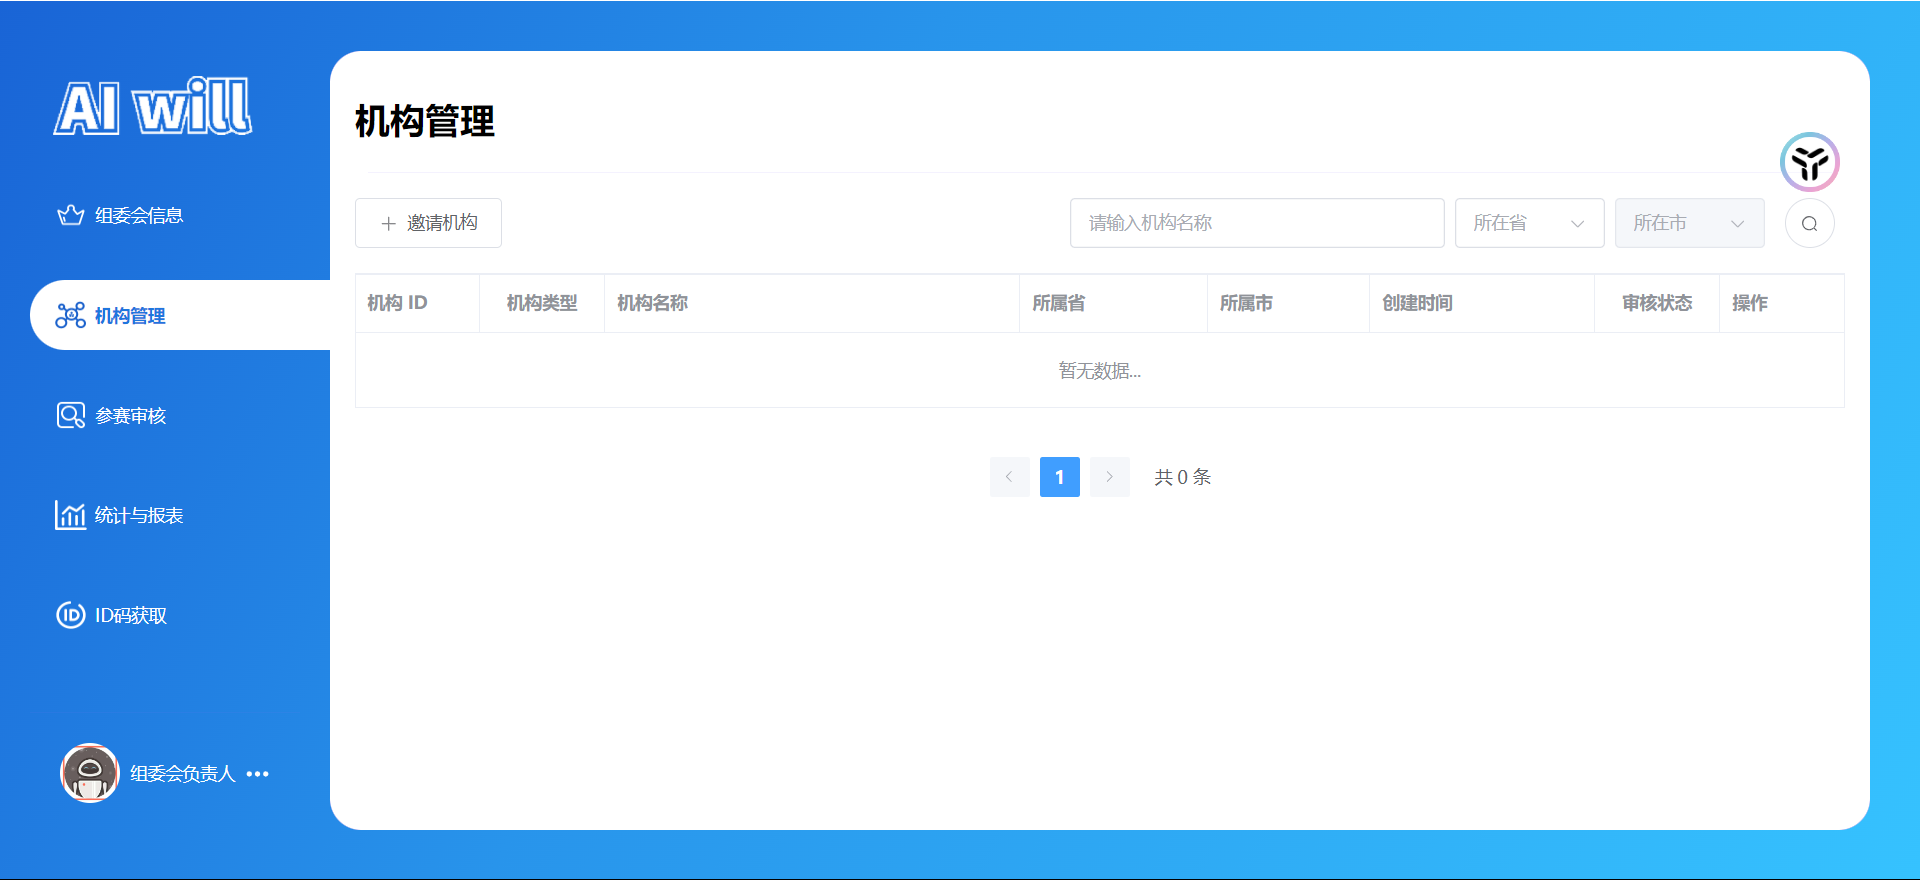 AI will
组委会信息
机构管理
参赛审核
统计与报表
ID码获取
组委会负责人 •••
机构管理
邀请机构
请输入机构名称
所在省
所在市
机构 ID 机构类型 机构名称 所属省 所属市 创建时间 审核状态 操作
暂无数据...
1 共 0 条